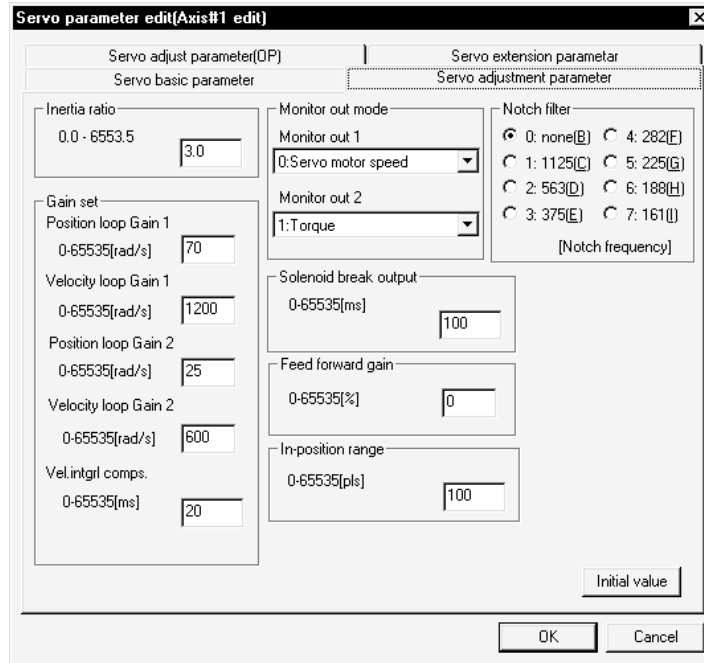 Servo parameter edit(Axis#1 edit)
Servo adjust parameter(OP)
Servo extension parametar
Servo basic parameter
Servo adjustment parameter
Inertia ratio
0.0 - 6553.5
3.0
Gain set
Position loop Gain 1
0-65535[rad/s]
70
Velocity loop Gain 1
0-65535[rad/s]
1200
Position loop Gain 2
0-65535[rad/s]
25
Velocity loop Gain 2
0-65535[rad/s]
600
Vel.intgrl comps.
0-65535[ms]
20
Monitor out mode
Monitor out 1
0:Servo motor speed
Monitor out 2
1:Torque
Solenoid break output
0-65535[ms]
100
Feed forward gain
0-65535[%]
0
In-position range
0-65535[pls]
100
Notch filter
0: none(B)
4: 282(F)
1: 1125(C)
5: 225(G)
2: 563(D)
6: 188(H)
3: 375(E)
7: 161(I)
[Notch frequency]
Initial value
OK
Cancel